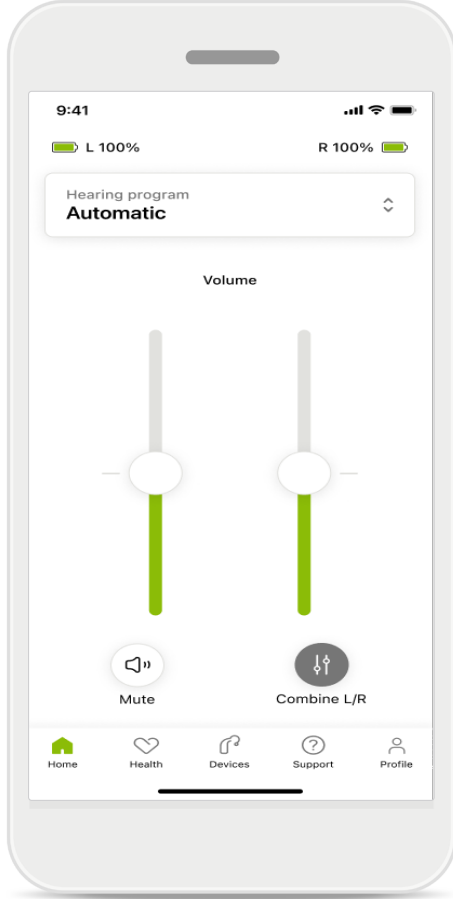 9:41
L 100% R 100%
Hearing program
Automatic
Volume
Mute Combine L/R
Home Health Devices Support Profile